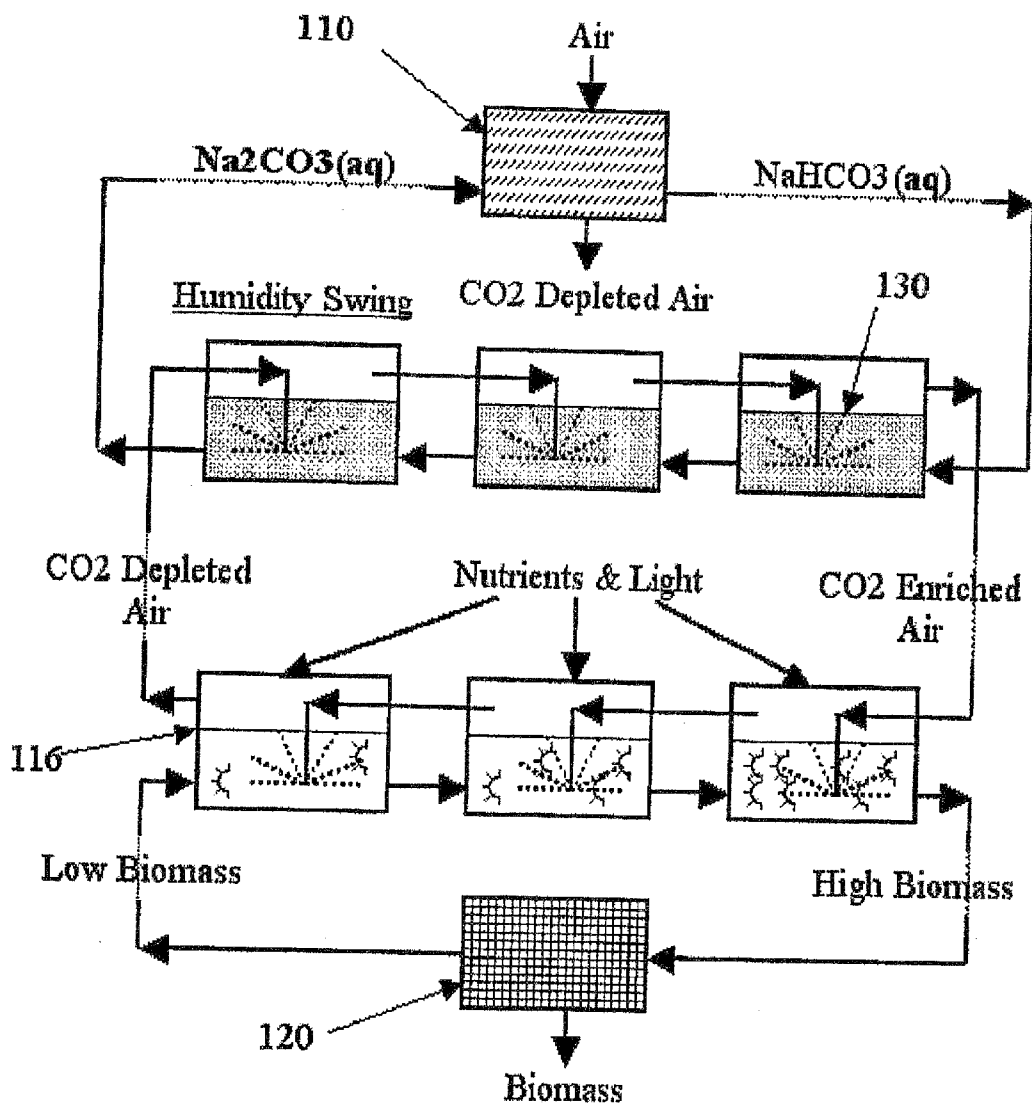 110
Air
Na2CO3(aq)
NaHCO3(aq)
Humidity Swing
CO2 Depleted Air
130
CO2 Depleted
Air
Nutrients & Light
CO2 Enriched
Air
116
Low Biomass
High Biomass
120
Biomass